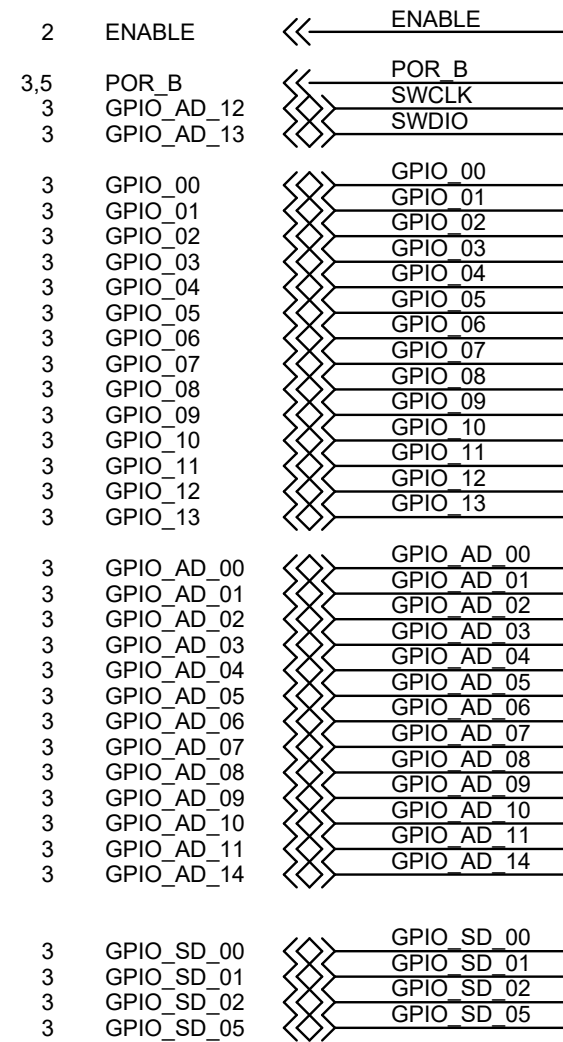 2 ENABLE ENABLE
3,5 POR_B POR_B
3 GPIO_AD_12 SWCLK
3 GPIO_AD_13 SWDIO
3 GPIO_00 GPIO_00
3 GPIO_01 GPIO_01
3 GPIO_02 GPIO_02
3 GPIO_03 GPIO_03
3 GPIO_04 GPIO_04
3 GPIO_05 GPIO_05
3 GPIO_06 GPIO_06
3 GPIO_07 GPIO_07
3 GPIO_08 GPIO_08
3 GPIO_09 GPIO_09
3 GPIO_10 GPIO_10
3 GPIO_11 GPIO_11
3 GPIO_12 GPIO_12
3 GPIO_13 GPIO_13
3 GPIO_AD_00 GPIO_AD_00
3 GPIO_AD_01 GPIO_AD_01
3 GPIO_AD_02 GPIO_AD_02
3 GPIO_AD_03 GPIO_AD_03
3 GPIO_AD_04 GPIO_AD_04
3 GPIO_AD_05 GPIO_AD_05
3 GPIO_AD_06 GPIO_AD_06
3 GPIO_AD_07 GPIO_AD_07
3 GPIO_AD_08 GPIO_AD_08
3 GPIO_AD_09 GPIO_AD_09
3 GPIO_AD_10 GPIO_AD_10
3 GPIO_AD_11 GPIO_AD_11
3 GPIO_AD_14 GPIO_AD_14
3 GPIO_SD_00 GPIO_SD_00
3 GPIO_SD_01 GPIO_SD_01
3 GPIO_SD_02 GPIO_SD_02
3 GPIO_SD_05 GPIO_SD_05